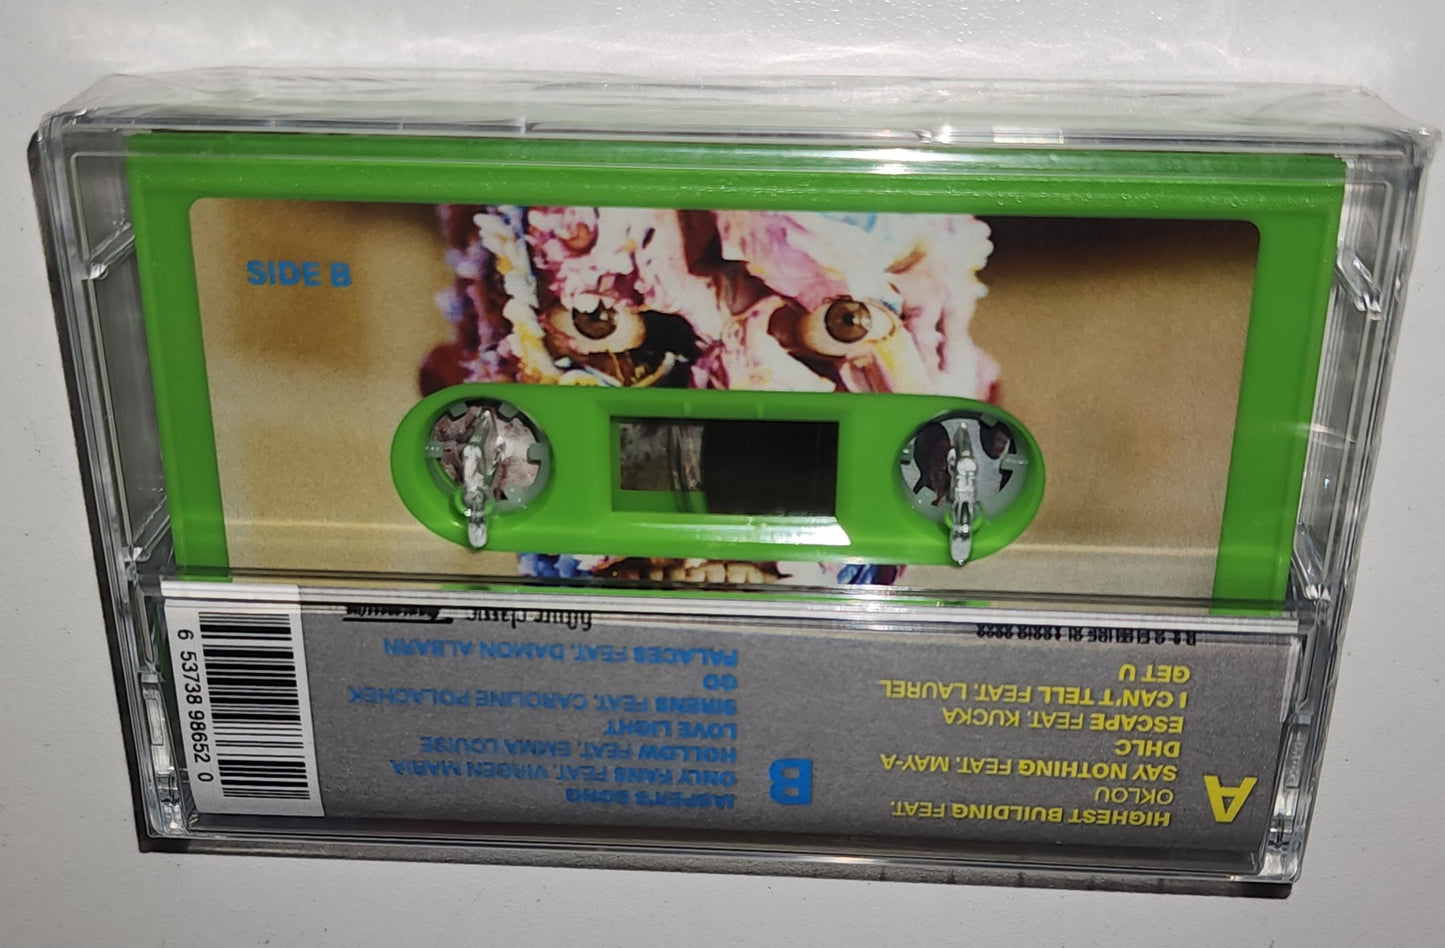 SIDE B
A
HIGHEST BUILDING FEAT.
OKLOU
SAY NOTHING FEAT. MAY-A
DHLC
ESCAPE FEAT. KUCKA
I CAN'T TELL FEAT. LAUREL
GET U
B
JASPER'S SONG
ONLY FANS FEAT. VIRGEN MARIA
HOLLOW FEAT. EMMA LOUISE
LOVE LIGHT
SIRENS FEAT. CAROLINE POLACHEK
GO
PALACES FEAT. DAMON ALBARN
future classic
6 53738 98652 0